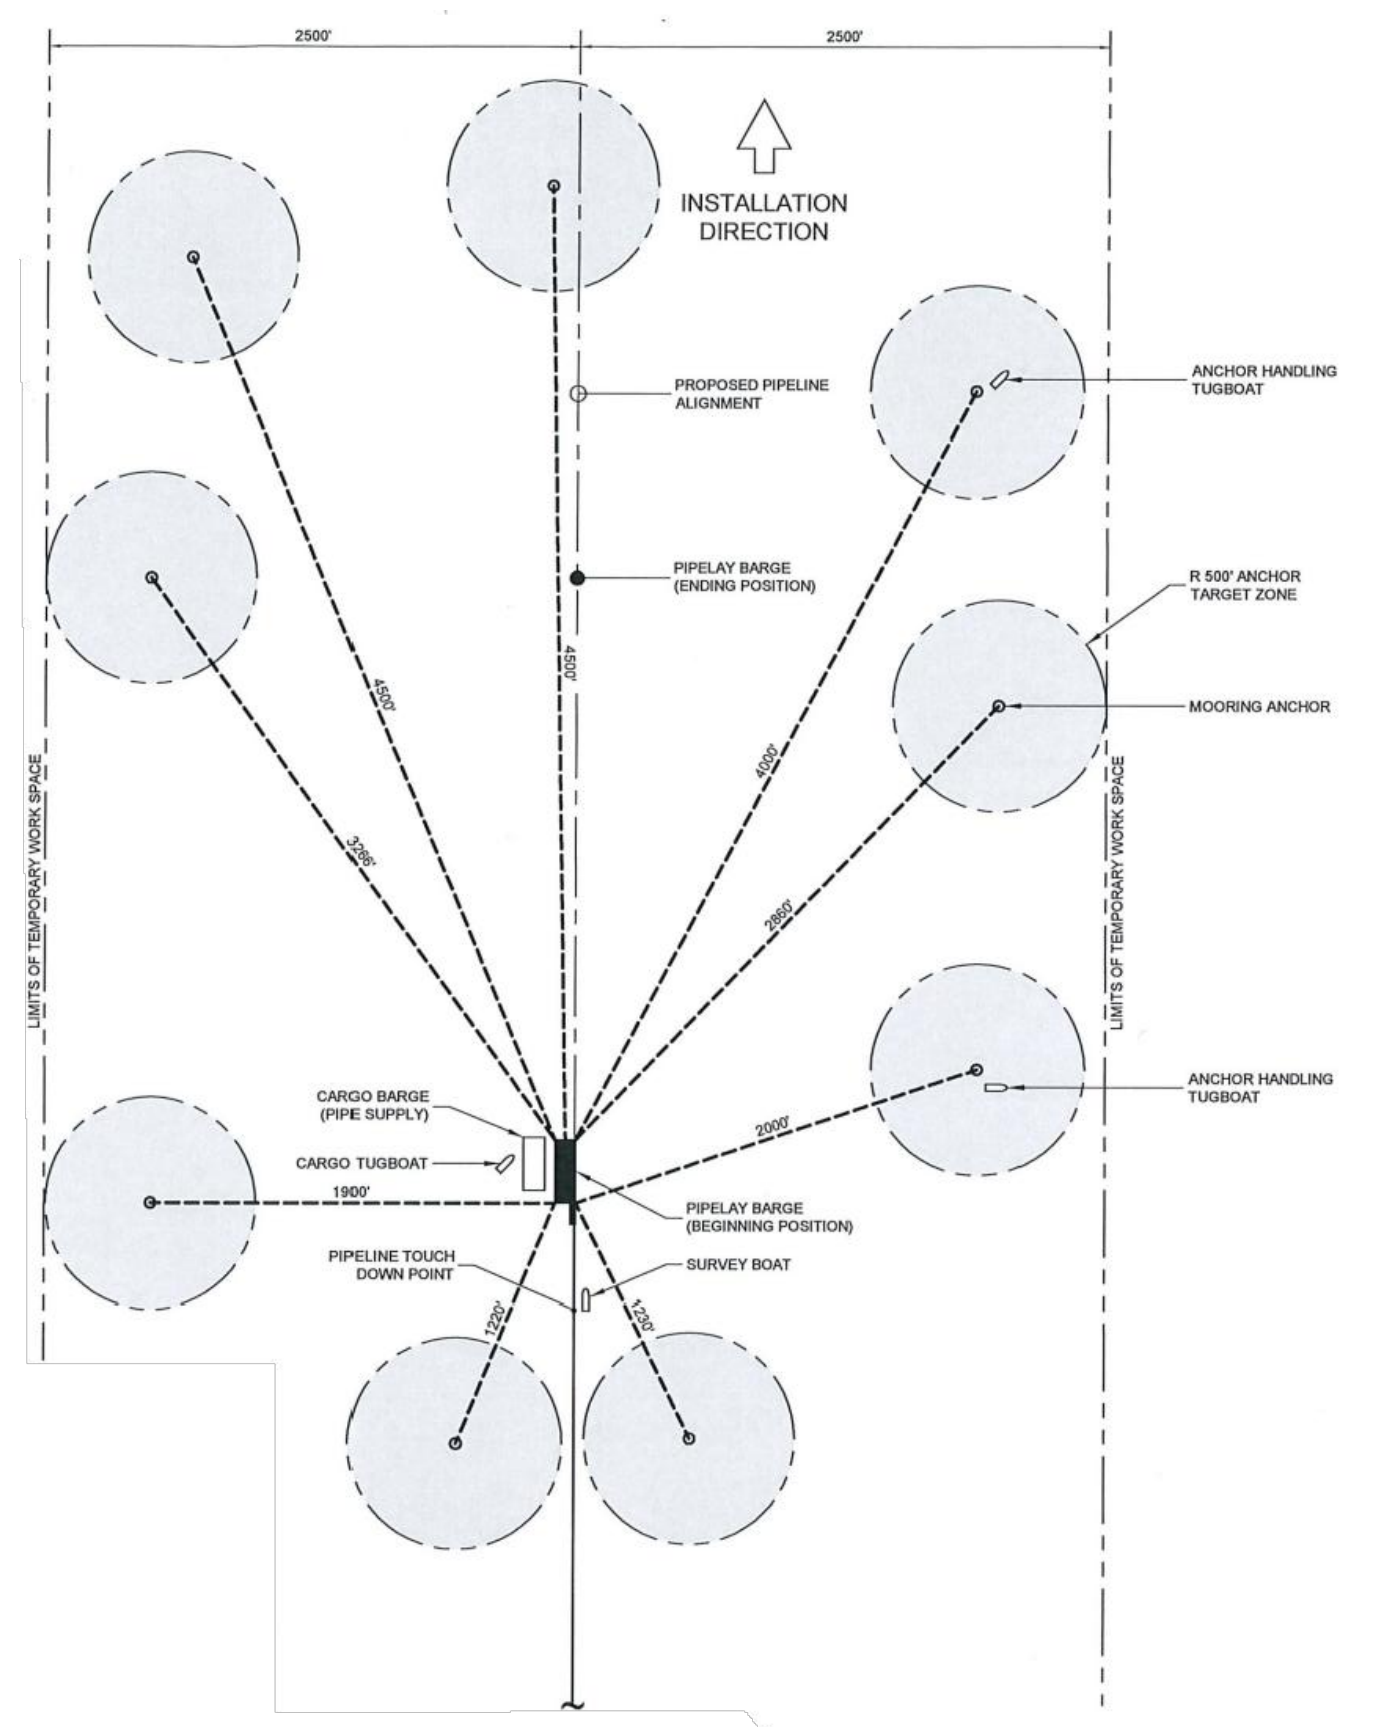 2500'
2500'
INSTALLATION
DIRECTION
ANCHOR HANDLING
TUGBOAT
PROPOSED PIPELINE
ALIGNMENT
PIPELAY BARGE
(ENDING POSITION)
R 500' ANCHOR
TARGET ZONE
4500'
4500'
MOORING ANCHOR
4000'
3266'
2860'
LIMITS OF TEMPORARY WORK SPACE
LIMITS OF TEMPORARY WORK SPACE
ANCHOR HANDLING
TUGBOAT
CARGO BARGE
(PIPE SUPPLY)
2000'
CARGO TUGBOAT
1900'
PIPELAY BARGE
(BEGINNING POSITION)
PIPELINE TOUCH
DOWN POINT
SURVEY BOAT
1220'
1230'